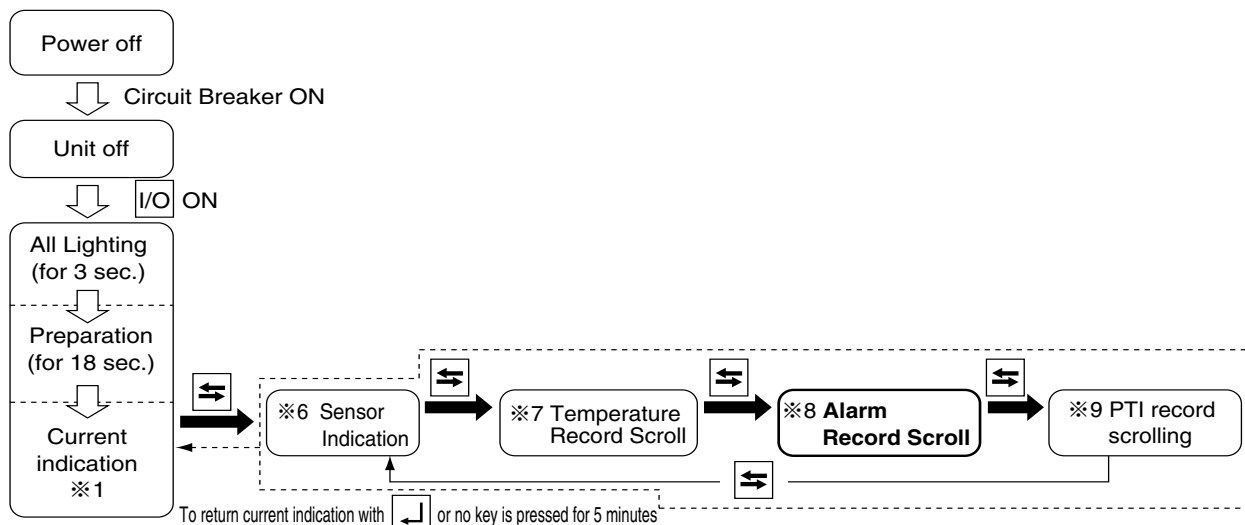 Power off
Circuit Breaker ON
Unit off
I/O ON
All Lighting
(for 3 sec.)
Preparation
(for 18 sec.)
Current
indication
※1
※6 Sensor
Indication
※7 Temperature
Record Scroll
※8 Alarm
Record Scroll
※9 PTI record
scrolling
To return current indication with or no key is pressed for 5 minutes